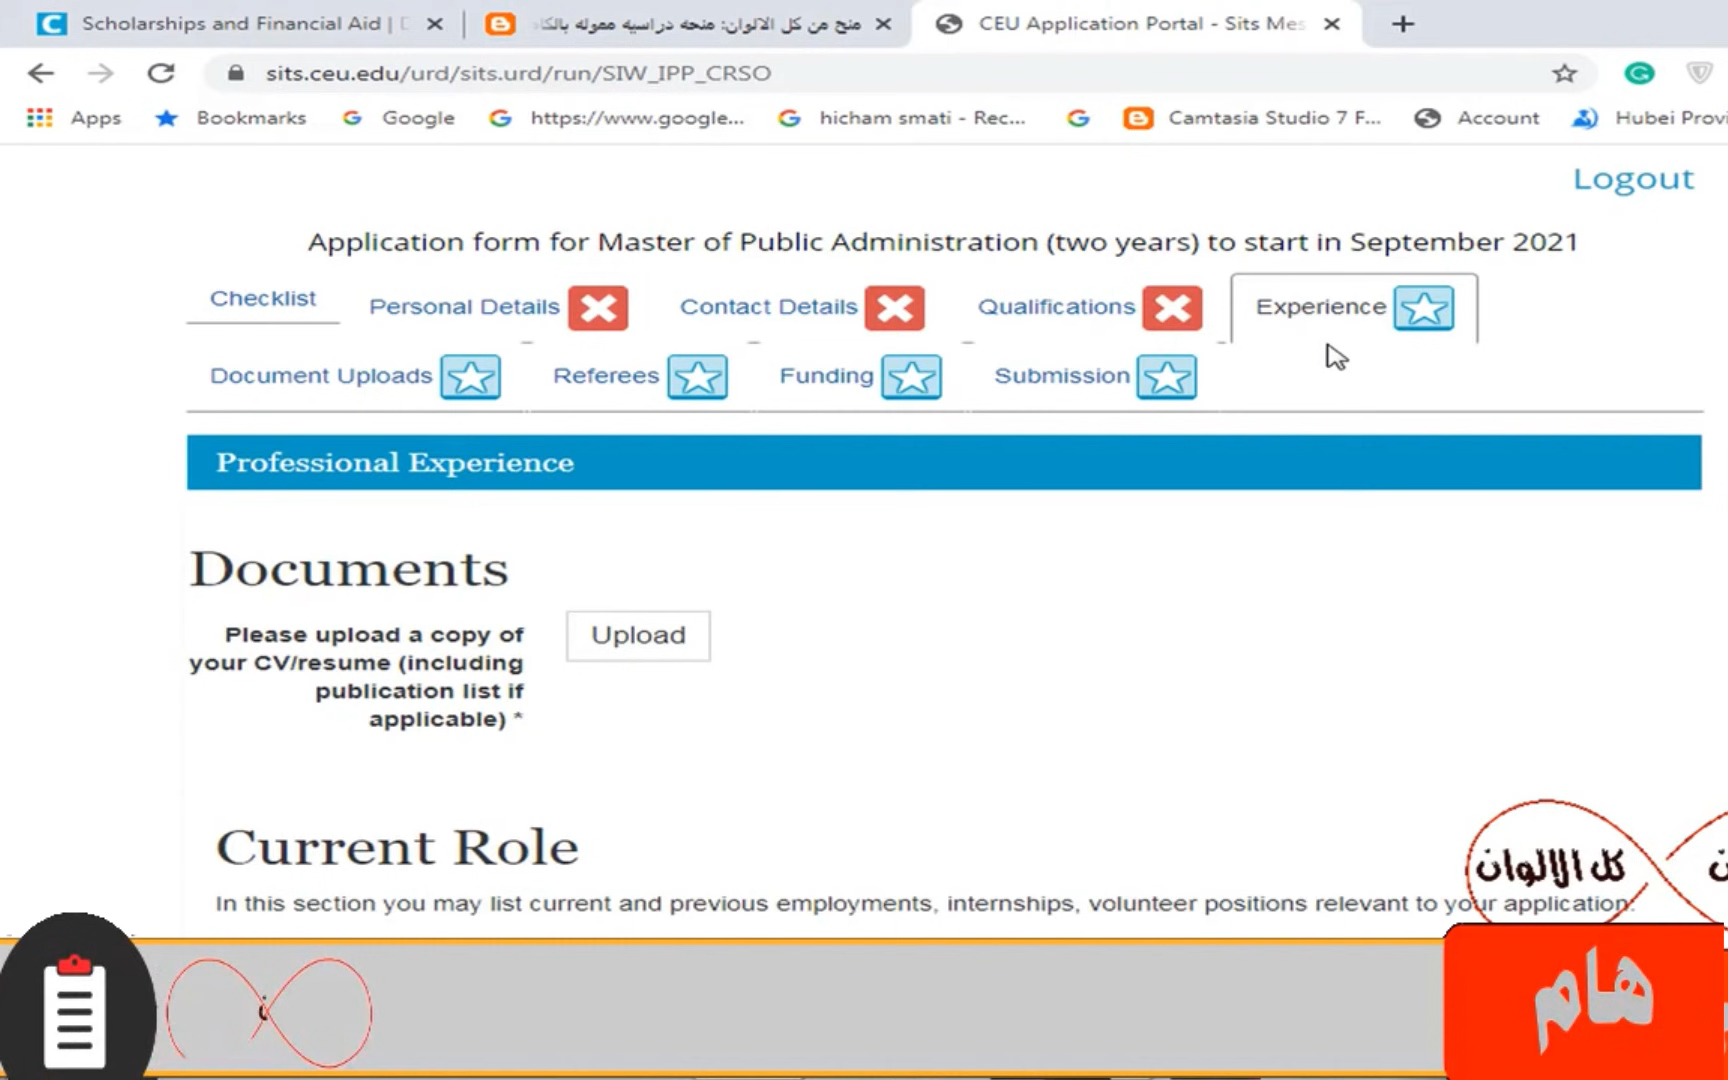 Scholarships and Financial Aid |
منح من كل الالوان: منحه دراسيه مموله بالكا
CEU Application Portal - Sits Mes
sits.ceu.edu/urd/sits.urd/run/SIW_IPP_CRSO
Apps
Bookmarks
Google
https://www.google...
hicham smati - Rec...
Camtasia Studio 7 F...
Account
Hubei Provi
Logout
Application form for Master of Public Administration (two years) to start in September 2021
Checklist
Personal Details
Contact Details
Qualifications
Experience
Document Uploads
Referees
Funding
Submission
Professional Experience
Documents
Please upload a copy of
your CV/resume (including
publication list if
applicable) *
Upload
Current Role
In this section you may list current and previous employments, internships, volunteer positions relevant to your application.
كل الالوان
هام